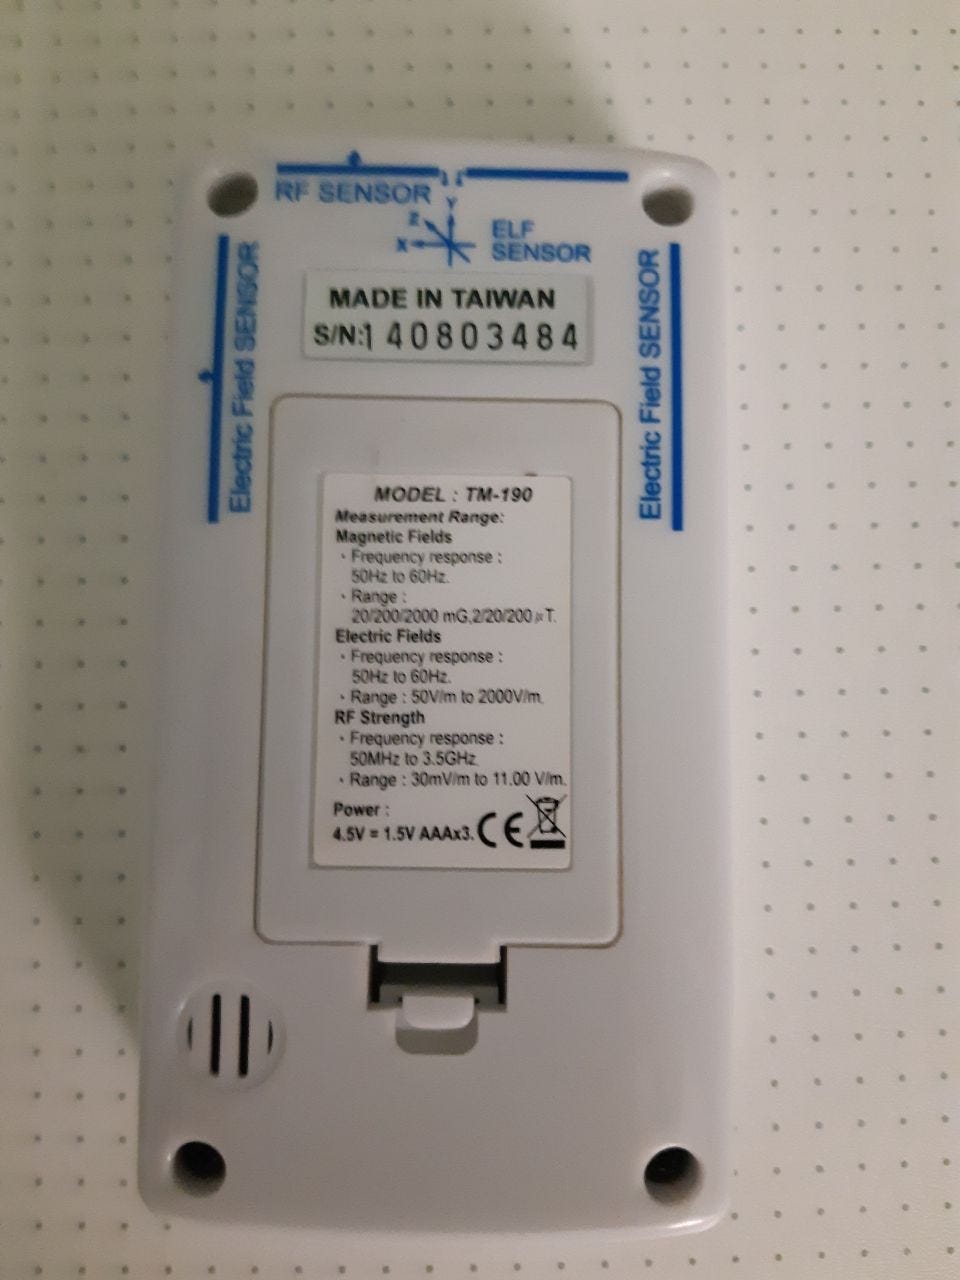 RF SENSOR
Y
Z
X
ELF
SENSOR
Electric Field SENSOR
Electric Field SENSOR
MADE IN TAIWAN
S/N:140803484
MODEL : TM-190
Measurement Range:
Magnetic Fields
· Frequency response :
50Hz to 60Hz.
· Range :
20/200/2000 mG,2/20/200 μT.
Electric Fields
· Frequency response :
50Hz to 60Hz.
· Range : 50V/m to 2000V/m.
RF Strength
· Frequency response :
50MHz to 3.5GHz.
· Range : 30mV/m to 11.00 V/m.
Power :
4.5V = 1.5V AAAx3. CE